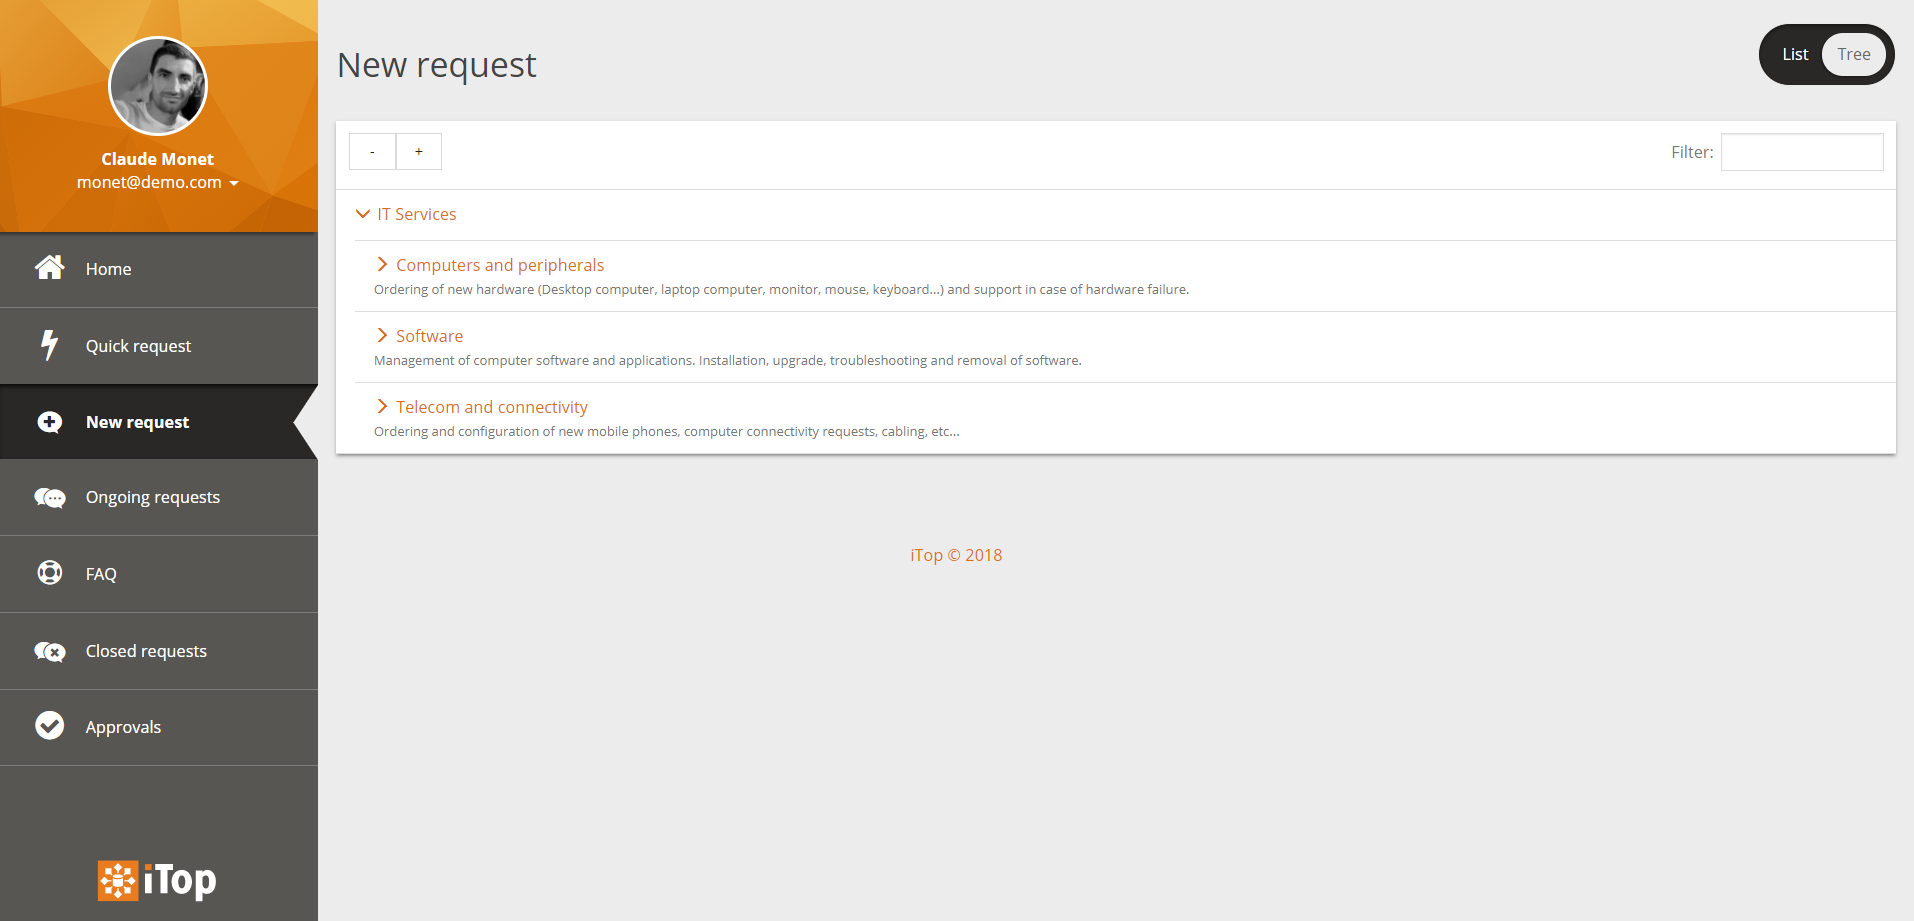 Claude Monet
monet@demo.com
Home
Quick request
New request
Ongoing requests
FAQ
Closed requests
Approvals
iTop
New request
List Tree
- +
Filter:
IT Services
Computers and peripherals
Ordering of new hardware (Desktop computer, laptop computer, monitor, mouse, keyboard...) and support in case of hardware failure.
Software
Management of computer software and applications. Installation, upgrade, troubleshooting and removal of software.
Telecom and connectivity
Ordering and configuration of new mobile phones, computer connectivity requests, cabling, etc...
iTop © 2018